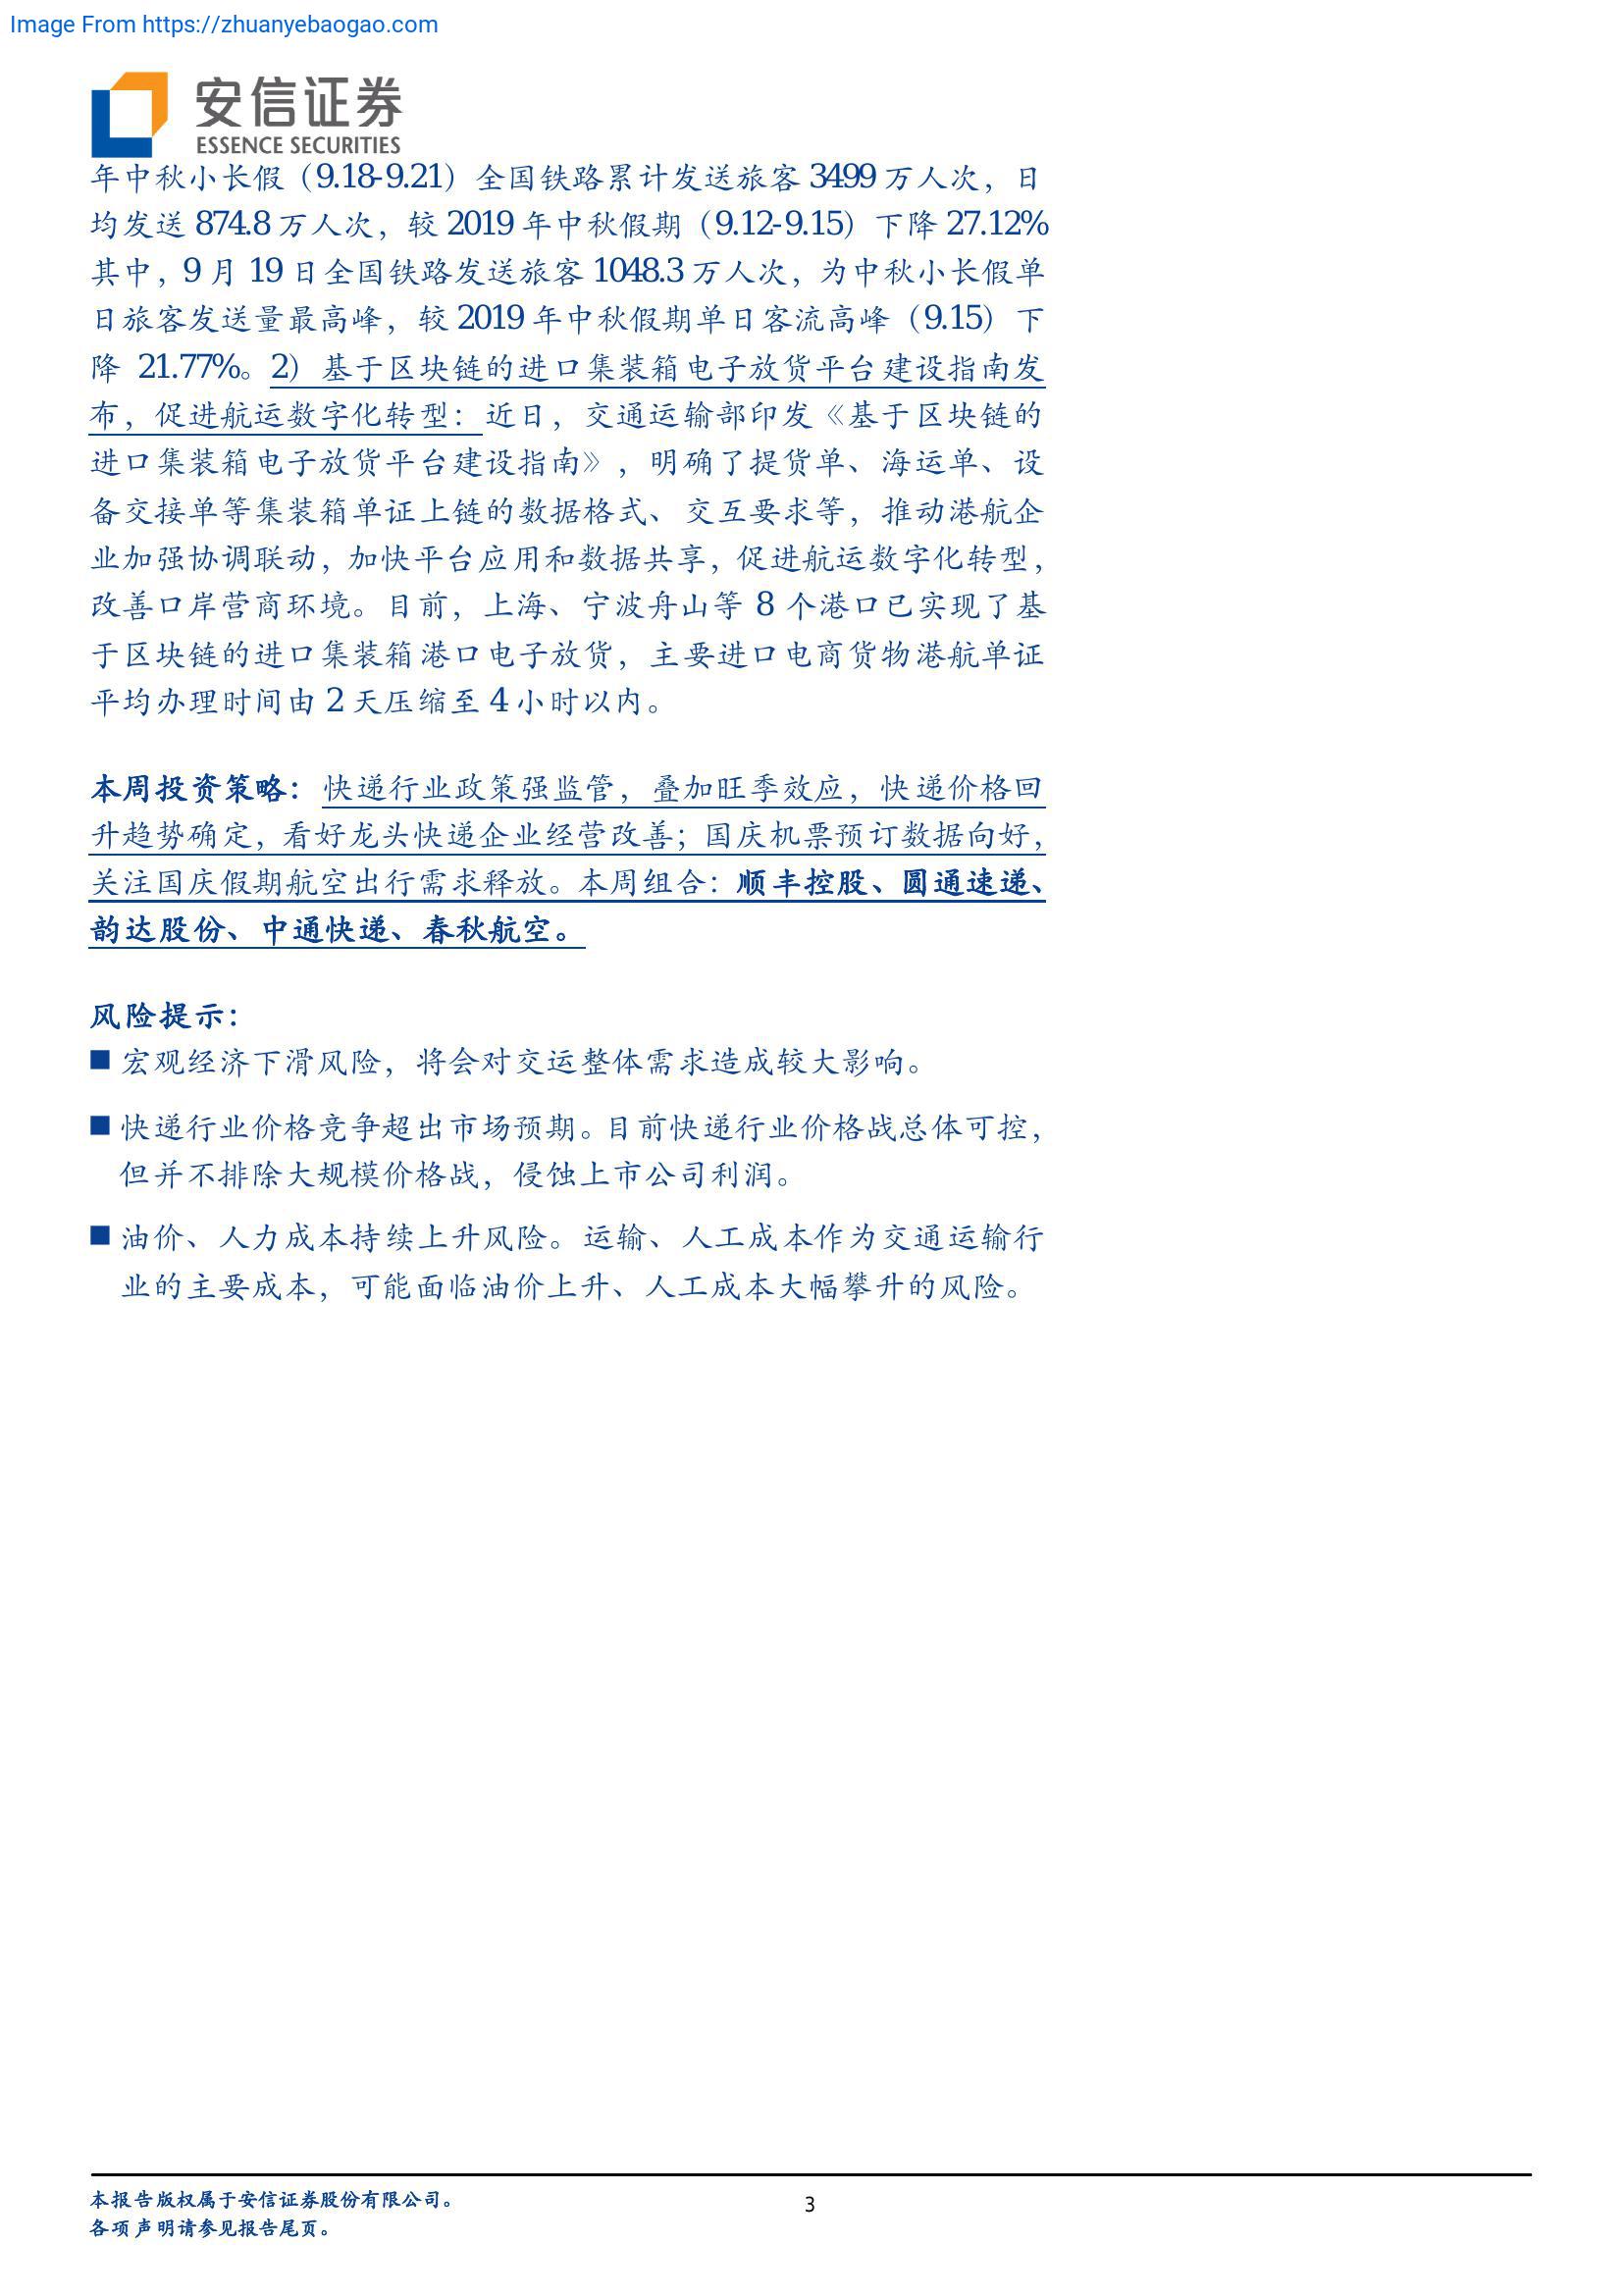 Image From https://zhuanyebaogao.com
安信证券
ESSENCE SECURITIES
年中秋小长假（9.18-9.21）全国铁路累计发送旅客 3499 万人次，日
均发送 874.8 万人次，较 2019 年中秋假期（9.12-9.15）下降 27.12%
其中，9 月 19 日全国铁路发送旅客 1048.3 万人次，为中秋小长假单
日旅客发送量最高峰，较 2019 年中秋假期单日客流高峰（9.15）下
降 21.77%。2）基于区块链的进口集装箱电子放货平台建设指南发
布，促进航运数字化转型：近日，交通运输部印发《基于区块链的
进口集装箱电子放货平台建设指南》，明确了提货单、海运单、设
备交接单等集装箱单证上链的数据格式、交互要求等，推动港航企
业加强协调联动，加快平台应用和数据共享，促进航运数字化转型，
改善口岸营商环境。目前，上海、宁波舟山等 8 个港口已实现了基
于区块链的进口集装箱港口电子放货，主要进口电商货物港航单证
平均办理时间由 2 天压缩至 4 小时以内。
本周投资策略：快递行业政策强监管，叠加旺季效应，快递价格回
升趋势确定，看好龙头快递企业经营改善；国庆机票预订数据向好，
关注国庆假期航空出行需求释放。本周组合：顺丰控股、圆通速递、
韵达股份、中通快递、春秋航空。
风险提示：
■ 宏观经济下滑风险，将会对交运整体需求造成较大影响。
■ 快递行业价格竞争超出市场预期。目前快递行业价格战总体可控，
但并不排除大规模价格战，侵蚀上市公司利润。
■ 油价、人力成本持续上升风险。运输、人工成本作为交通运输行
业的主要成本，可能面临油价上升、人工成本大幅攀升的风险。
本报告版权属于安信证券股份有限公司。
各项声明请参见报告尾页。
3